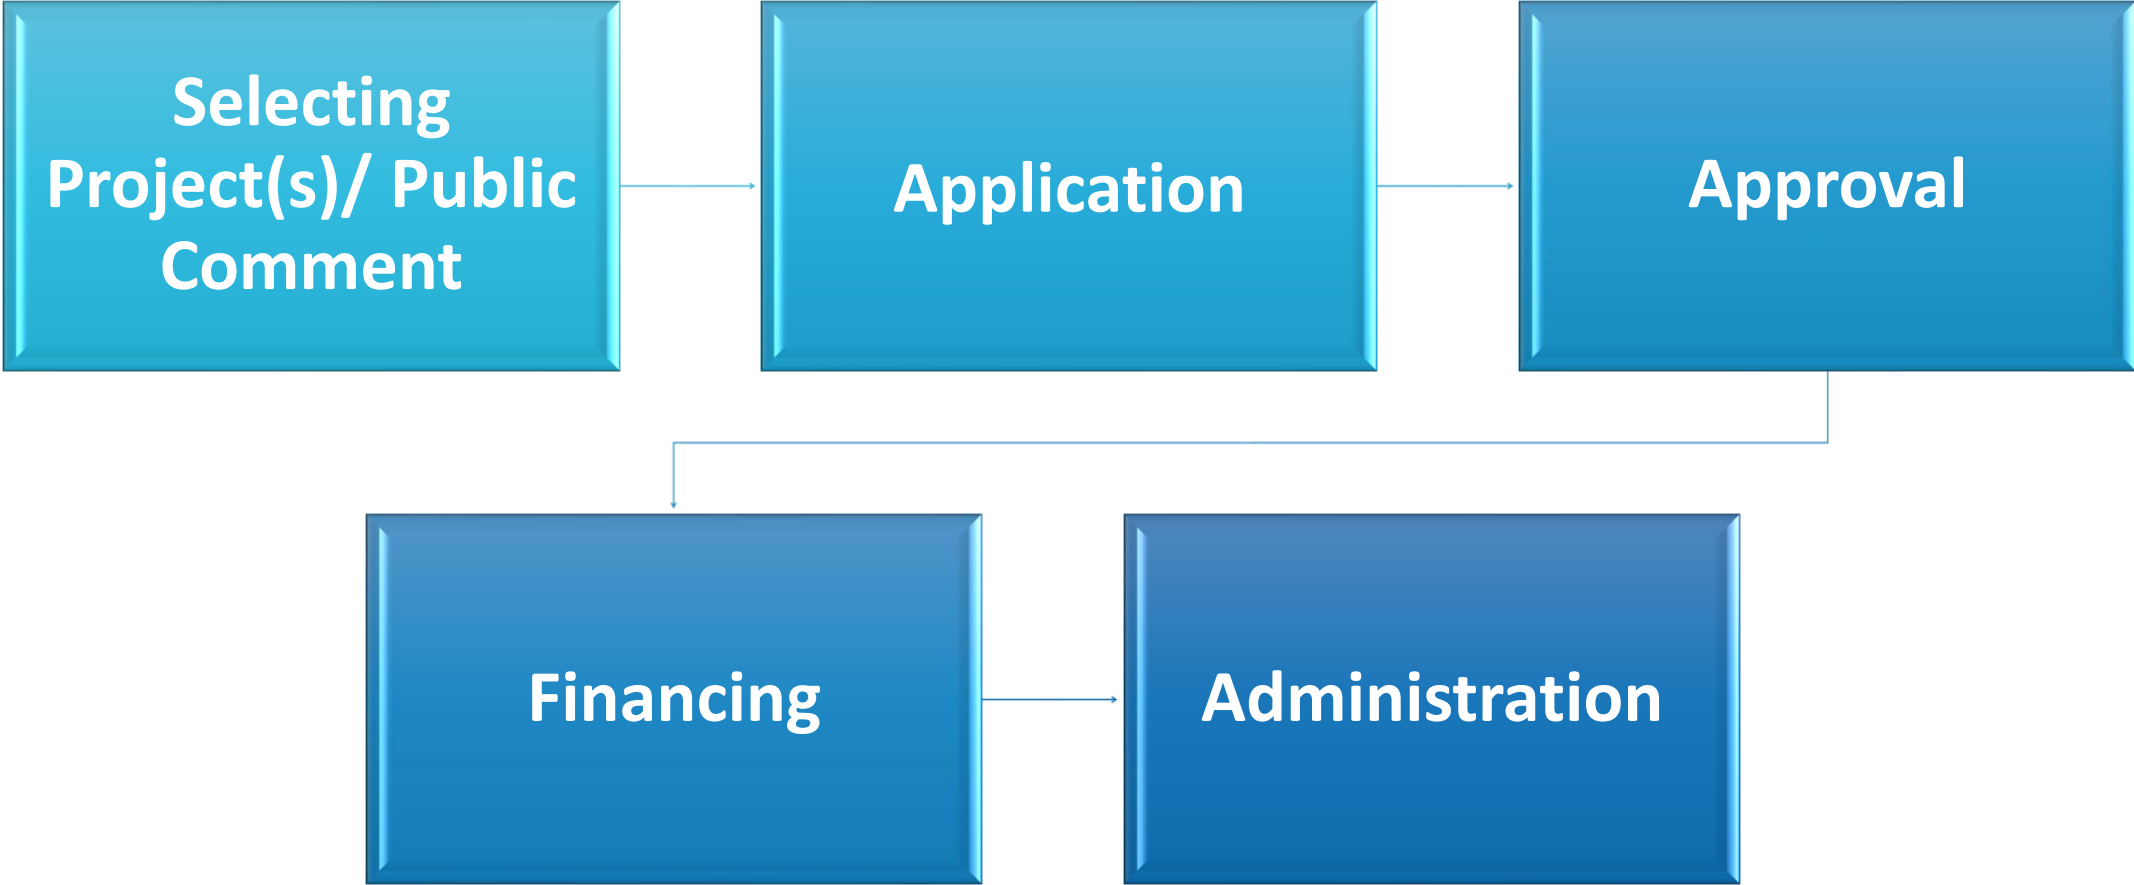 Selecting
Project(s)/ Public
Comment
Application
Approval
Financing
Administration